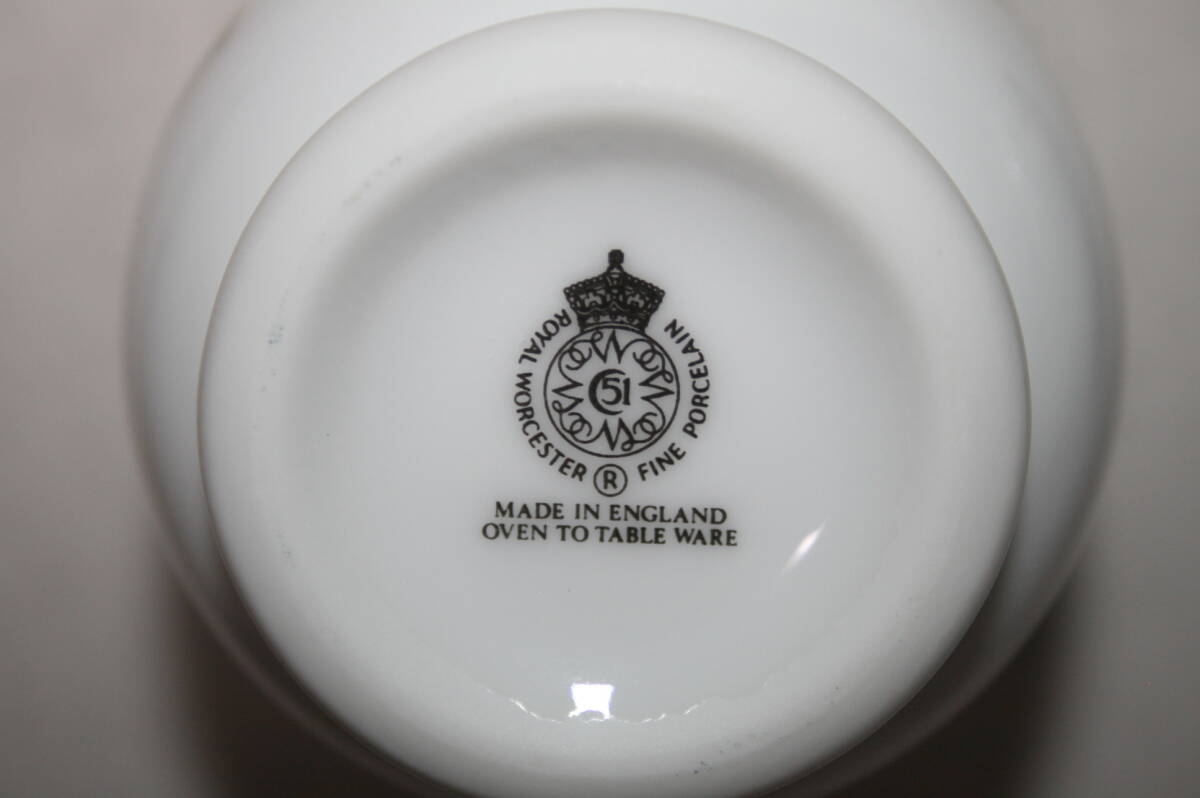 ROYAL WORCESTER ® FINE PORCELAIN
51
MADE IN ENGLAND
OVEN TO TABLE WARE